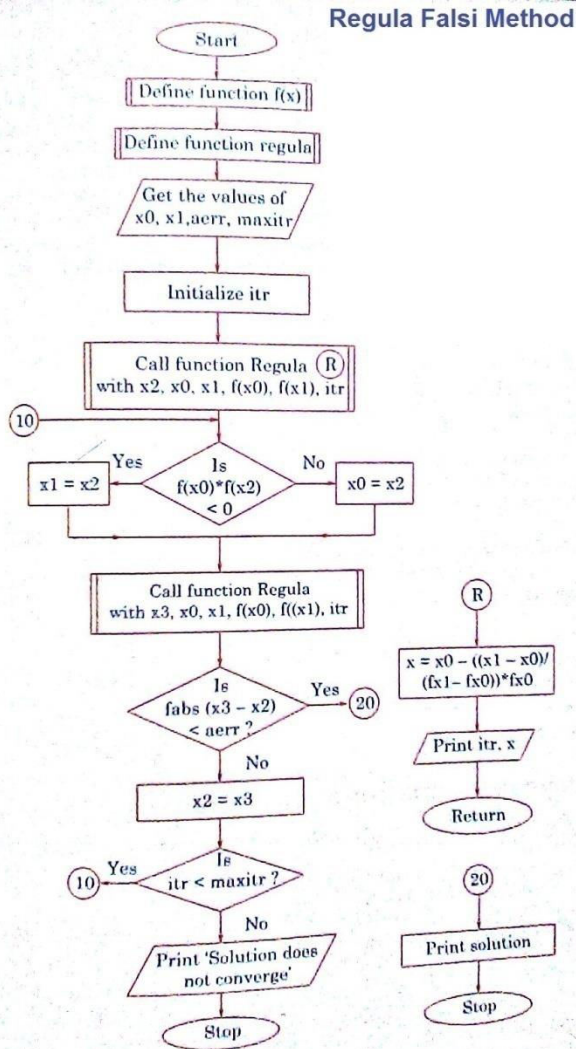 Regula Falsi Method
Start
Define function f(x)
Define function regula
Get the values of
x0, x1,aerr, maxitr
Initialize itr
Call function Regula R
with x2, x0, x1, f(x0), f(x1), itr
10
Is
f(x0)*f(x2)
< 0
Yes
No
x1 = x2
x0 = x2
Call function Regula
with x3, x0, x1, f(x0), f((x1), itr
Is
fabs (x3 – x2)
< aerr ?
Yes
20
No
x2 = x3
Is
itr < maxitr ?
Yes
10
No
Print 'Solution does
not converge'
Stop
R
x = x0 – ((x1 – x0)/
(fx1– fx0))*fx0
Print itr, x
Return
20
Print solution
Stop